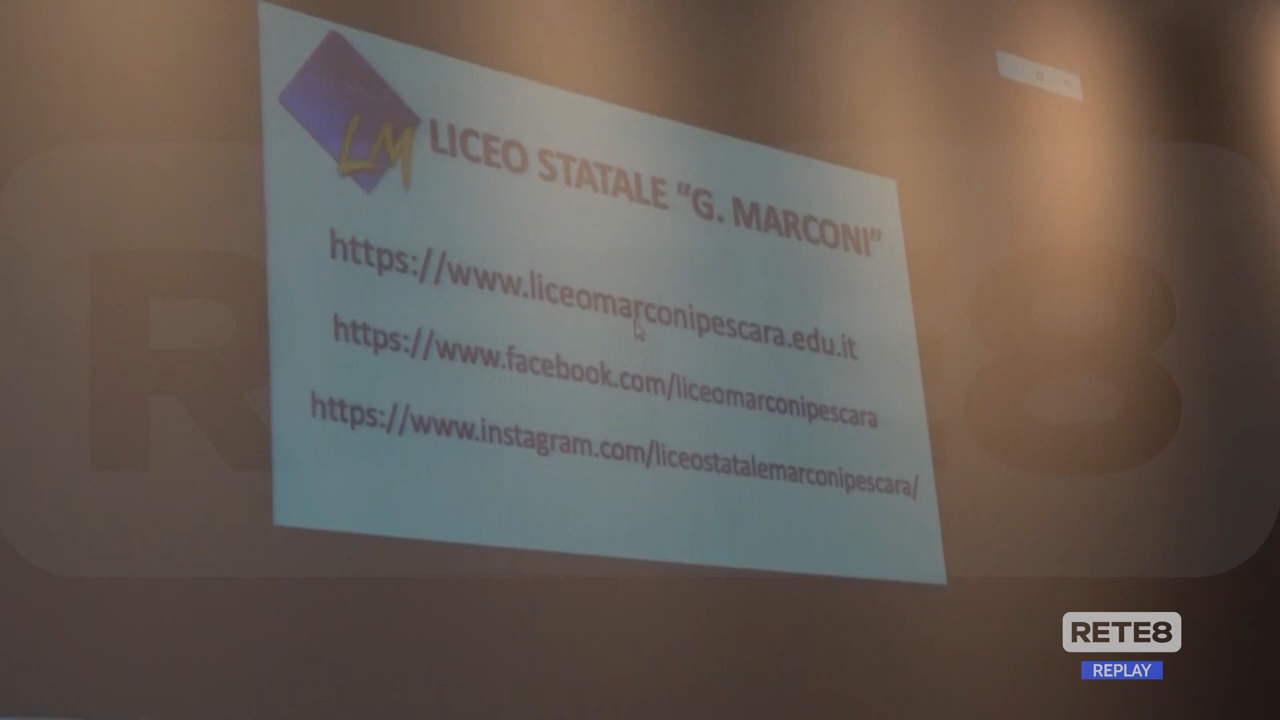 LM
LICEO STATALE “G. MARCONI”
https://www.liceomarconipescara.edu.it
https://www.facebook.com/liceomarconipescara
https://www.instagram.com/liceostatalemarconipescara/
RETE8
REPLAY